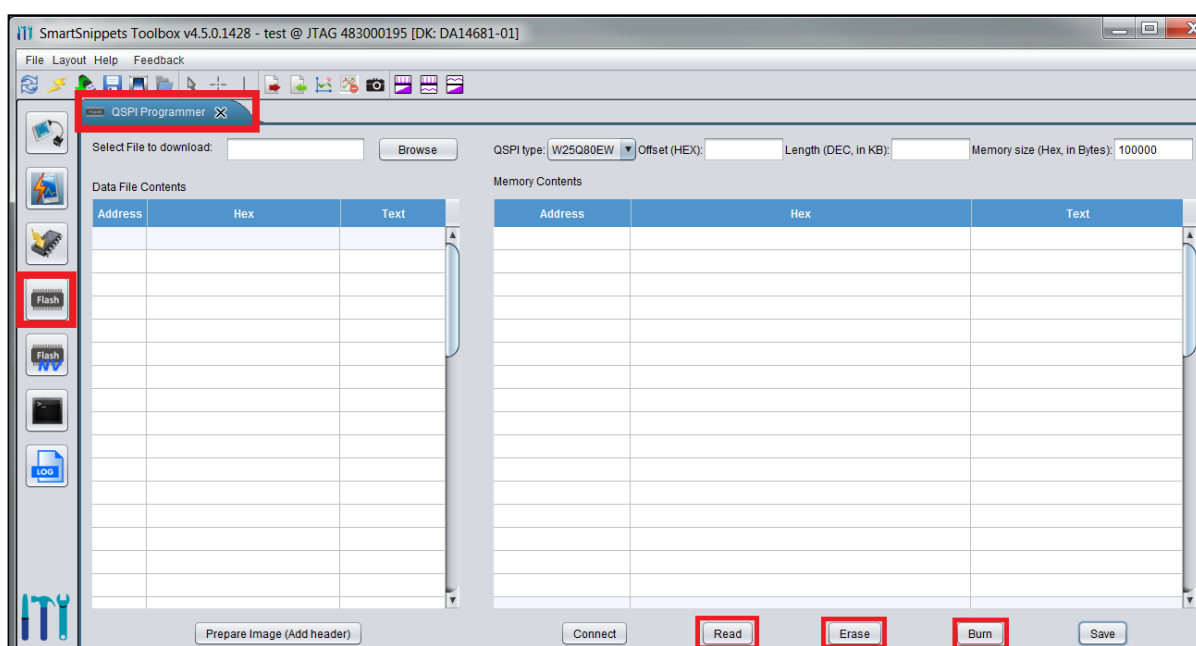 SmartSnippets Toolbox v4.5.0.1428 - test @ JTAG 483000195 [DK: DA14681-01]
File Layout Help Feedback
Flash QSPI Programmer
Select File to download: Browse QSPI type: W25Q80EW Offset (HEX): Length (DEC, in KB): Memory size (Hex, in Bytes): 100000
Data File Contents Memory Contents
Address Hex Text Address Hex Text
Flash
Flash
NV
>_
LOG
Prepare Image (Add header) Connect Read Erase Burn Save